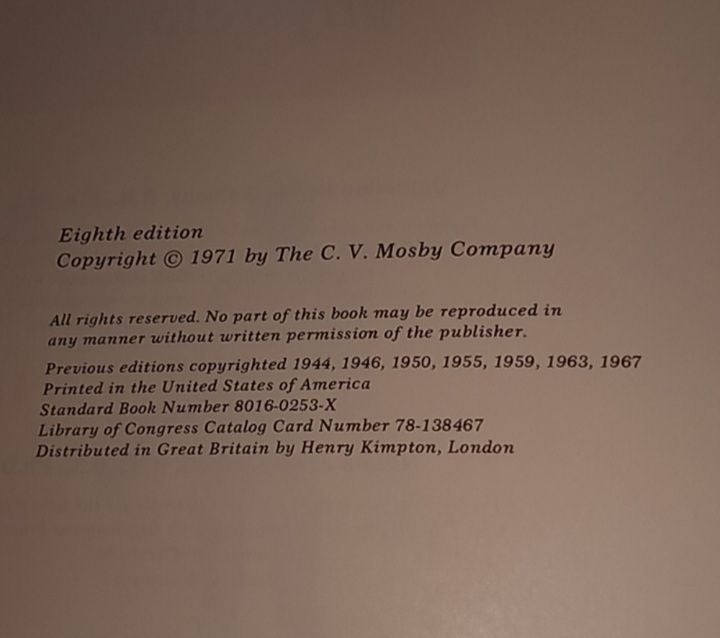 Eighth edition
Copyright © 1971 by The C. V. Mosby Company
All rights reserved. No part of this book may be reproduced in
any manner without written permission of the publisher.
Previous editions copyrighted 1944, 1946, 1950, 1955, 1959, 1963, 1967
Printed in the United States of America
Standard Book Number 8016-0253-X
Library of Congress Catalog Card Number 78-138467
Distributed in Great Britain by Henry Kimpton, London